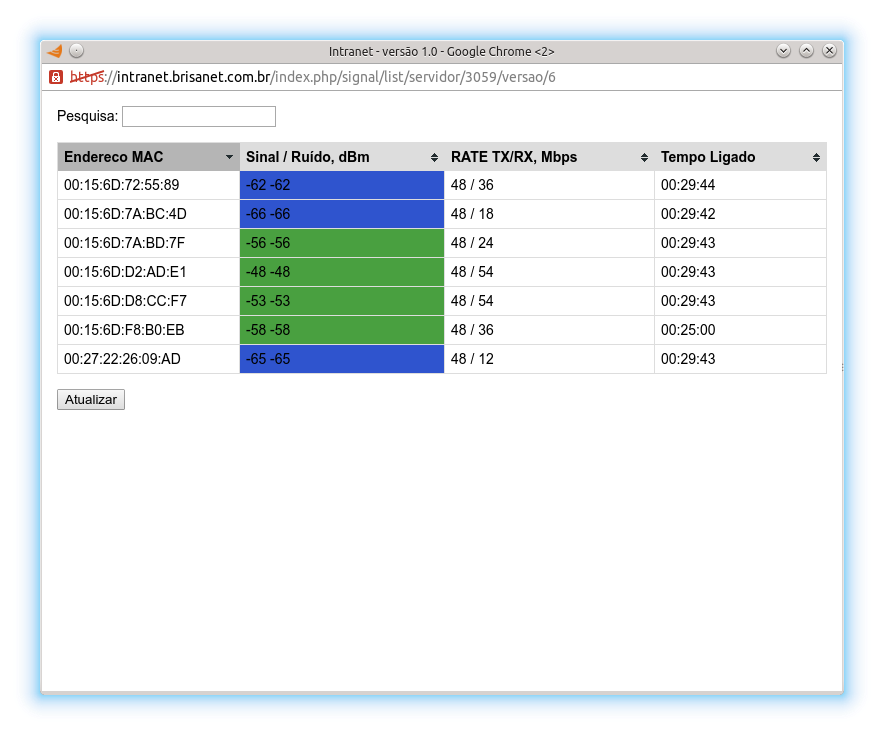 Intranet - versão 1.0 - Google Chrome <2>
https://intranet.brisanet.com.br/index.php/signal/list/servidor/3059/versao/6
Pesquisa:
Endereco MAC Sinal / Ruído, dBm RATE TX/RX, Mbps Tempo Ligado
00:15:6D:72:55:89 -62 -62 48 / 36 00:29:44
00:15:6D:7A:BC:4D -66 -66 48 / 18 00:29:42
00:15:6D:7A:BD:7F -56 -56 48 / 24 00:29:43
00:15:6D:D2:AD:E1 -48 -48 48 / 54 00:29:43
00:15:6D:D8:CC:F7 -53 -53 48 / 54 00:29:43
00:15:6D:F8:B0:EB -58 -58 48 / 36 00:25:00
00:27:22:26:09:AD -65 -65 48 / 12 00:29:43
Atualizar